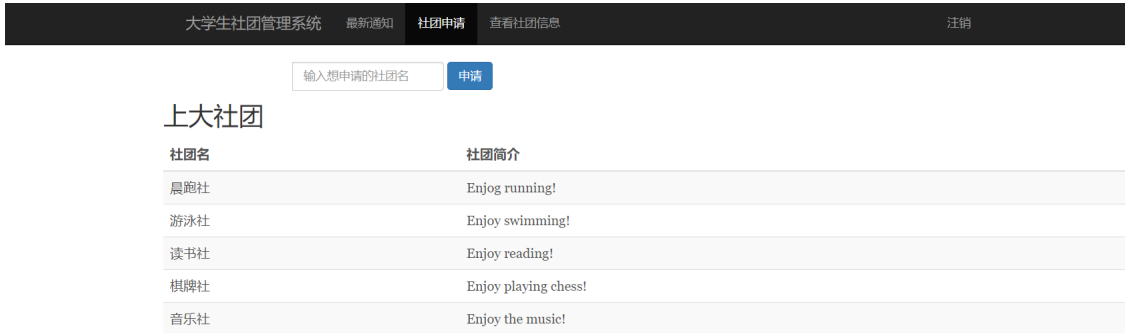 大学生社团管理系统 最新通知 社团申请 查看社团信息 注销
输入想申请的社团名 申请
上大社团
社团名 社团简介
晨跑社 Enjog running!
游泳社 Enjoy swimming!
读书社 Enjoy reading!
棋牌社 Enjoy playing chess!
音乐社 Enjoy the music!